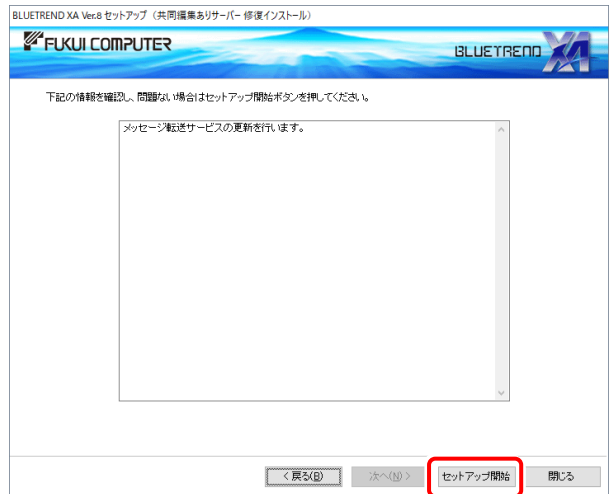 BLUETREND XA Ver.8 セットアップ（共同編集ありサーバー 修復インストール）
FUKUI COMPUTER
BLUETREND XA
下記の情報を確認し、問題ない場合はセットアップ開始ボタンを押してください。
メッセージ転送サービスの更新を行います。
< 戻る(B) 次へ(N) > セットアップ開始 閉じる